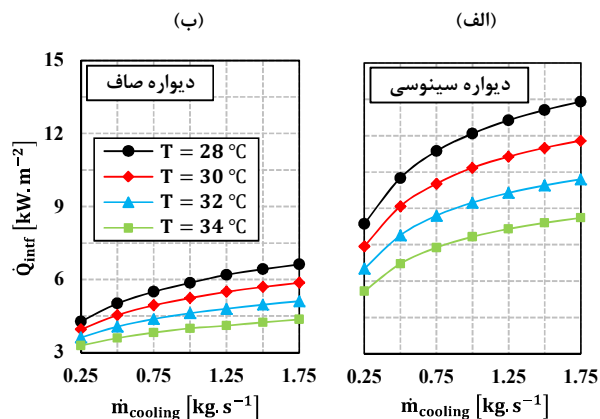 (ب) (الف)
دیواره صاف
دیواره سینوسی
T = 28 °C
T = 30 °C
T = 32 °C
T = 34 °C
Q̇intf [kW.m⁻²]
15
12
9
6
3
0.25 0.75 1.25 1.75
0.25 0.75 1.25 1.75
ṁcooling [kg.s⁻¹]
ṁcooling [kg.s⁻¹]